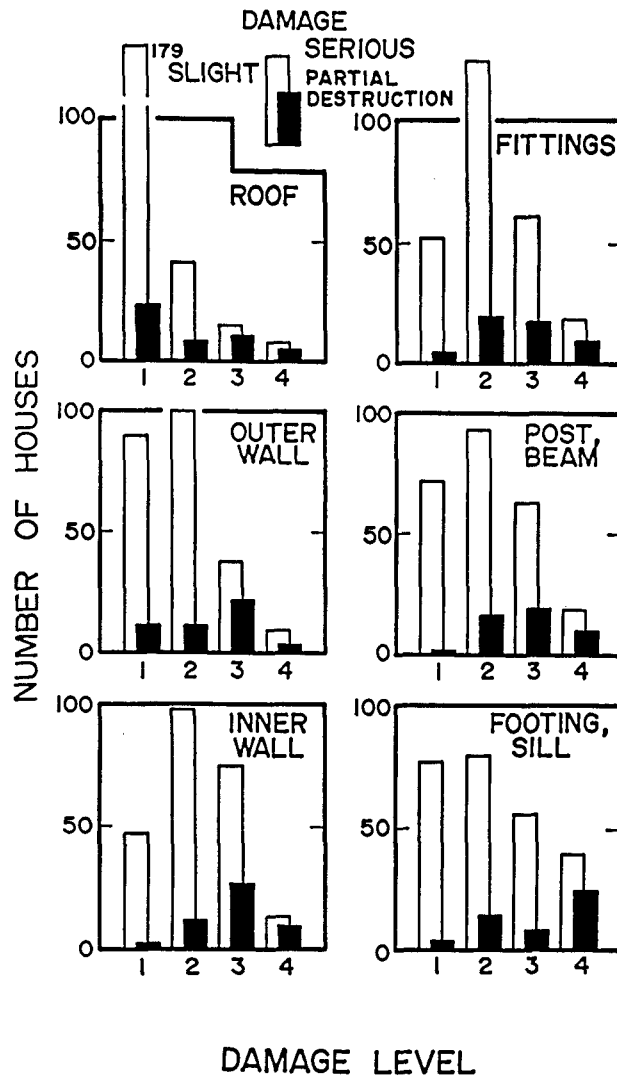 DAMAGE
SERIOUS
179
SLIGHT
PARTIAL
DESTRUCTION
100
50
0
ROOF
1 2 3 4
100
50
0
FITTINGS
1 2 3 4
100
50
0
OUTER
WALL
1 2 3 4
100
50
0
POST,
BEAM
1 2 3 4
100
50
0
INNER
WALL
1 2 3 4
100
50
0
FOOTING,
SILL
1 2 3 4
NUMBER OF HOUSES
DAMAGE LEVEL